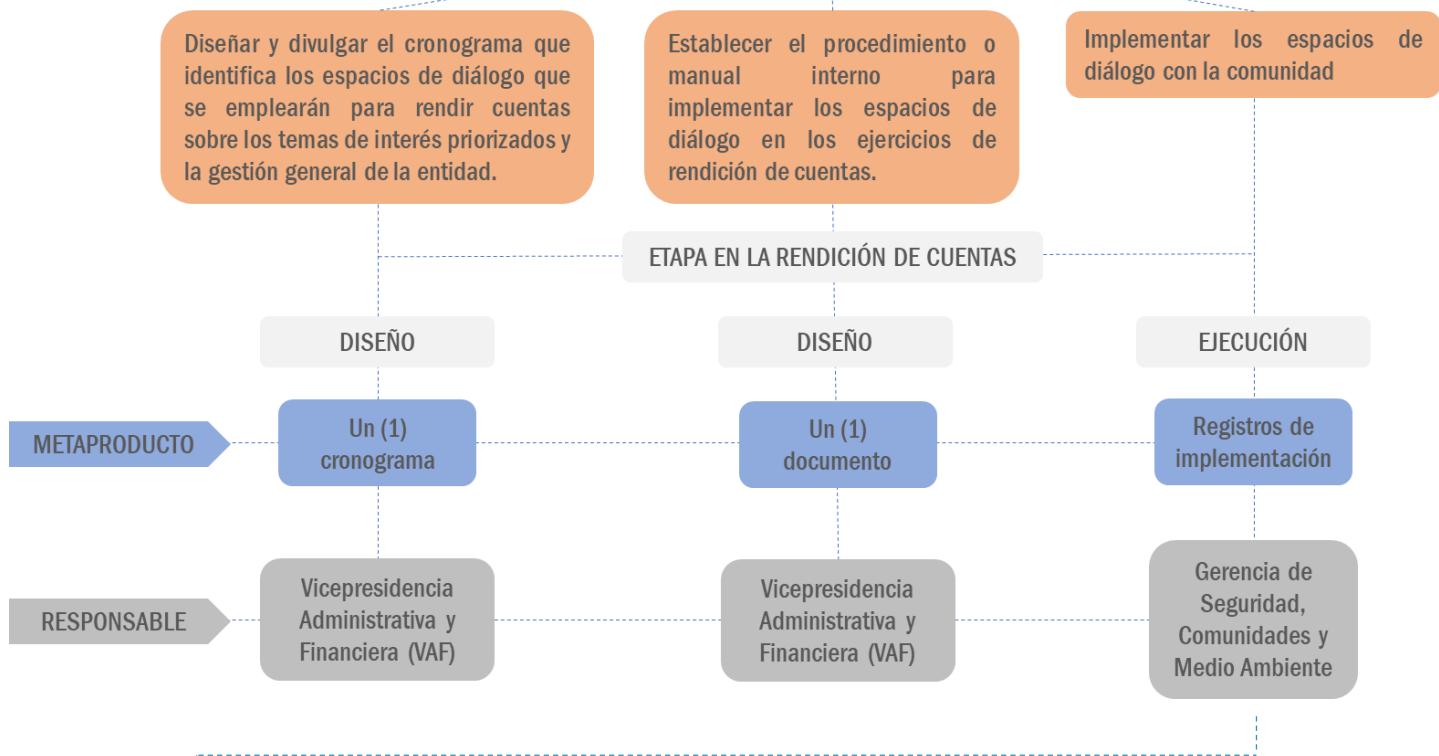 Diseñar y divulgar el cronograma que
identifica los espacios de diálogo que
se emplearán para rendir cuentas
sobre los temas de interés priorizados y
la gestión general de la entidad.
Establecer el procedimiento o
manual interno para
implementar los espacios de
diálogo en los ejercicios de
rendición de cuentas.
Implementar los espacios de
diálogo con la comunidad
ETAPA EN LA RENDICIÓN DE CUENTAS
DISEÑO
DISEÑO
EJECUCIÓN
METAPRODUCTO
Un (1)
cronograma
Un (1)
documento
Registros de
implementación
RESPONSABLE
Vicepresidencia
Administrativa y
Financiera (VAF)
Vicepresidencia
Administrativa y
Financiera (VAF)
Gerencia de
Seguridad,
Comunidades y
Medio Ambiente